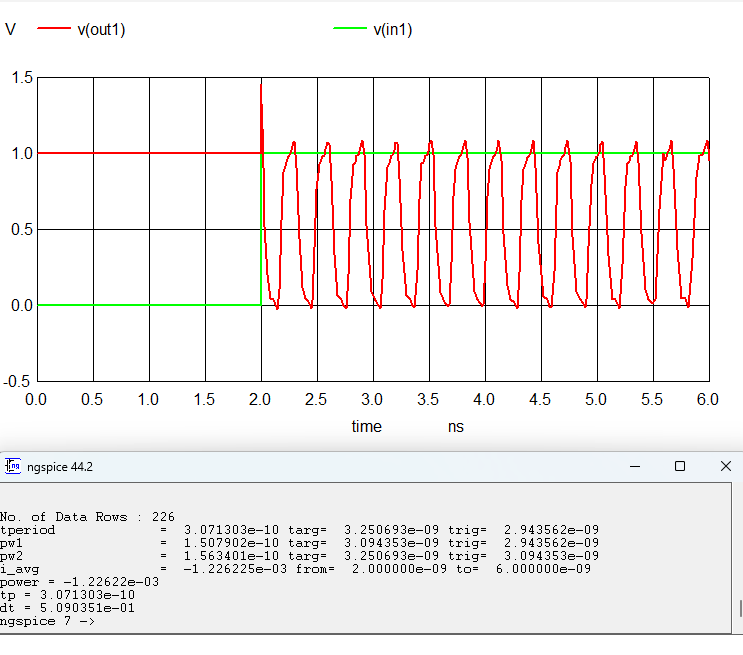 V v(out1) v(in1)
1.5
1.0
0.5
0.0
-0.5
0.0 0.5 1.0 1.5 2.0 2.5 3.0 3.5 4.0 4.5 5.0 5.5 6.0
time ns
ngspice 44.2
No. of Data Rows : 226
tperiod = 3.071303e-10 targ= 3.250693e-09 trig= 2.943562e-09
pw1 = 1.507902e-10 targ= 3.094353e-09 trig= 2.943562e-09
pw2 = 1.563401e-10 targ= 3.250693e-09 trig= 3.094353e-09
i_avg = -1.226225e-03 from= 2.000000e-09 to= 6.000000e-09
power = -1.22622e-03
tp = 3.071303e-10
dt = 5.090351e-01
ngspice 7 ->